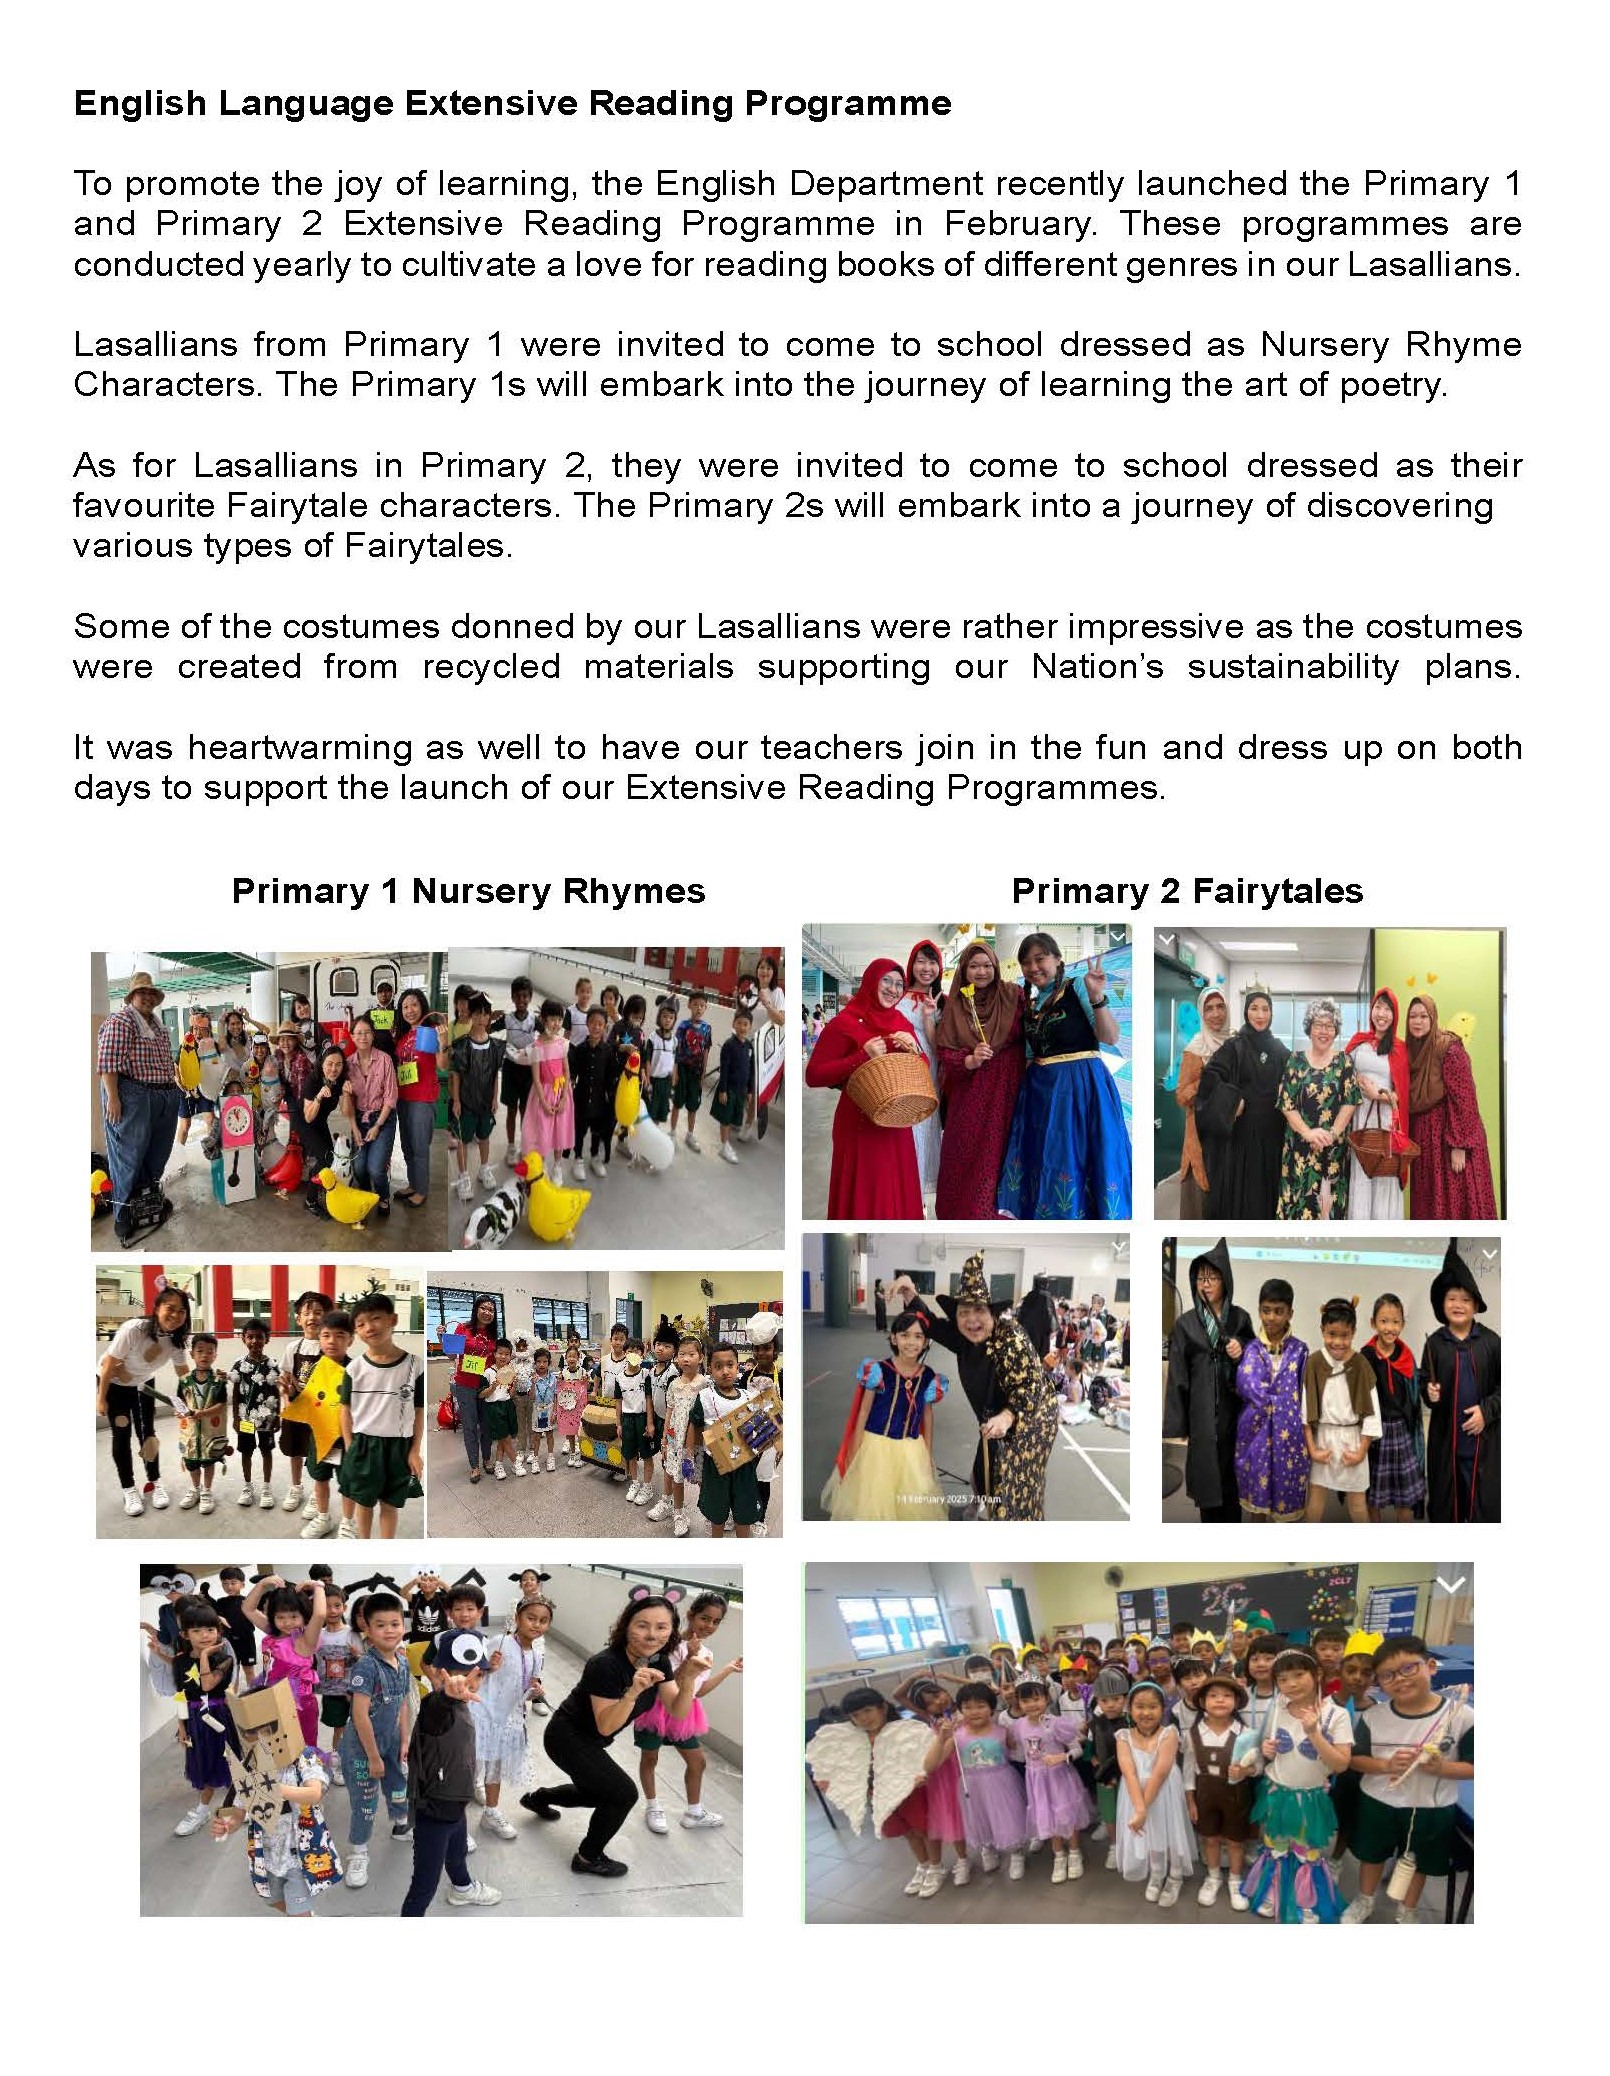 English Language Extensive Reading Programme
To promote the joy of learning, the English Department recently launched the Primary 1
and Primary 2 Extensive Reading Programme in February. These programmes are
conducted yearly to cultivate a love for reading books of different genres in our Lasallians.
Lasallians from Primary 1 were invited to come to school dressed as Nursery Rhyme
Characters. The Primary 1s will embark into the journey of learning the art of poetry.
As for Lasallians in Primary 2, they were invited to come to school dressed as their
favourite Fairytale characters. The Primary 2s will embark into a journey of discovering
various types of Fairytales.
Some of the costumes donned by our Lasallians were rather impressive as the costumes
were created from recycled materials supporting our Nation’s sustainability plans.
It was heartwarming as well to have our teachers join in the fun and dress up on both
days to support the launch of our Extensive Reading Programmes.
Primary 1 Nursery Rhymes
Primary 2 Fairytales
Jack
Jil
Jil
14 February 2025 7:10 am
adidas
2CLT
2G